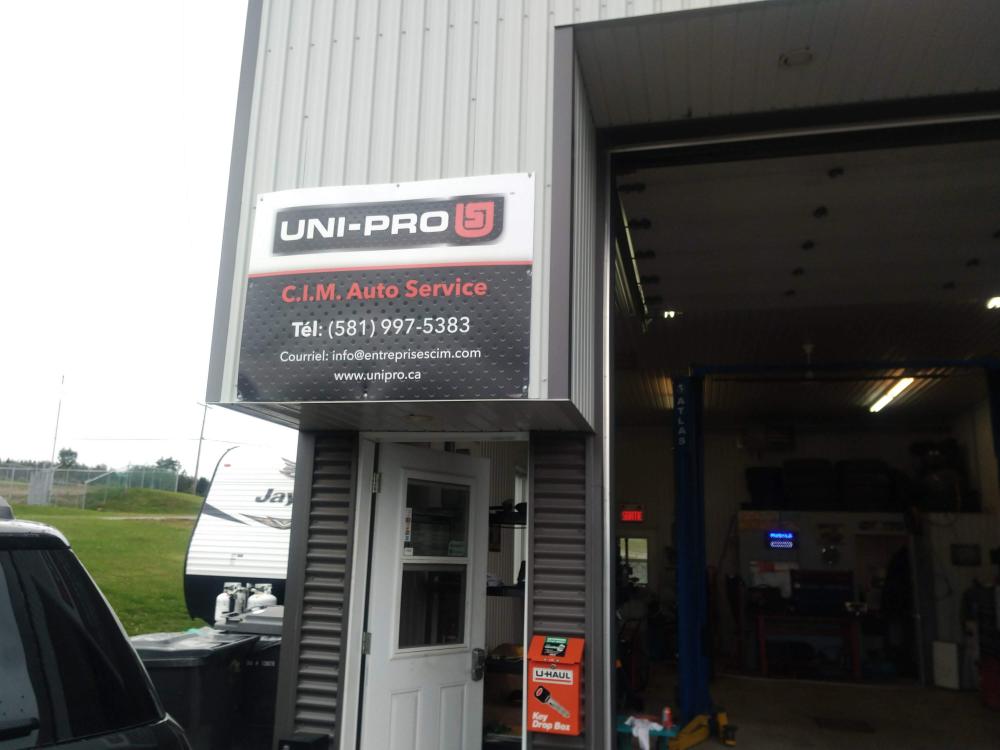 UNI-PRO
C.I.M. Auto Service
Tél: (581) 997-5383
Courriel: info@entreprisescim.com
www.unipro.ca
ATLAS
Jay
SORTIE
U-HAUL
Key
Drop Box